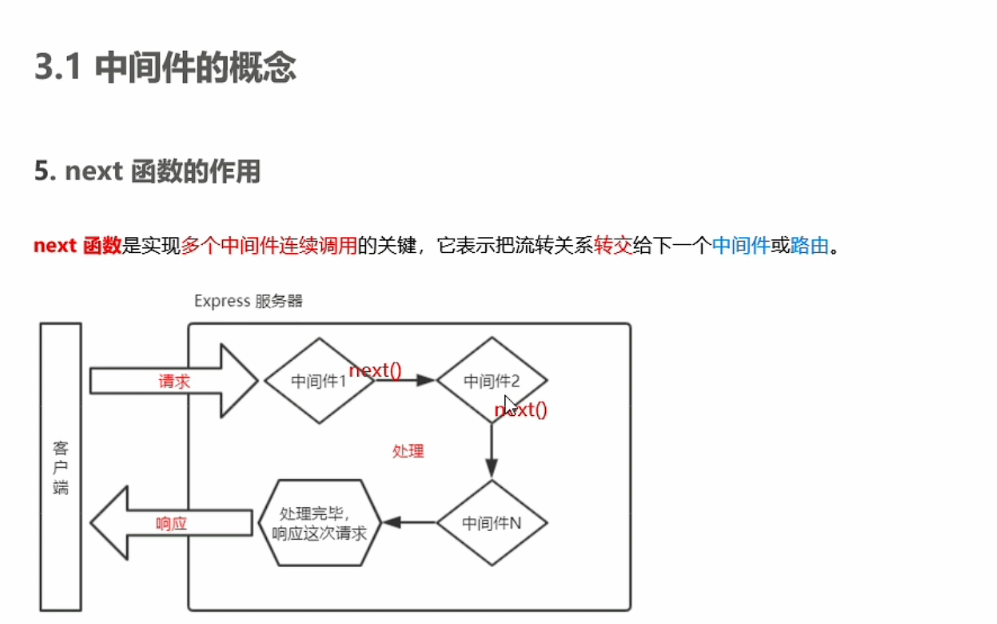 3.1 中间件的概念
5. next 函数的作用
next 函数是实现多个中间件连续调用的关键，它表示把流转关系转交给下一个中间件或路由。
Express 服务器
客户端
请求
中间件1
next()
中间件2
next()
处理
中间件N
处理完毕，
响应这次请求
响应